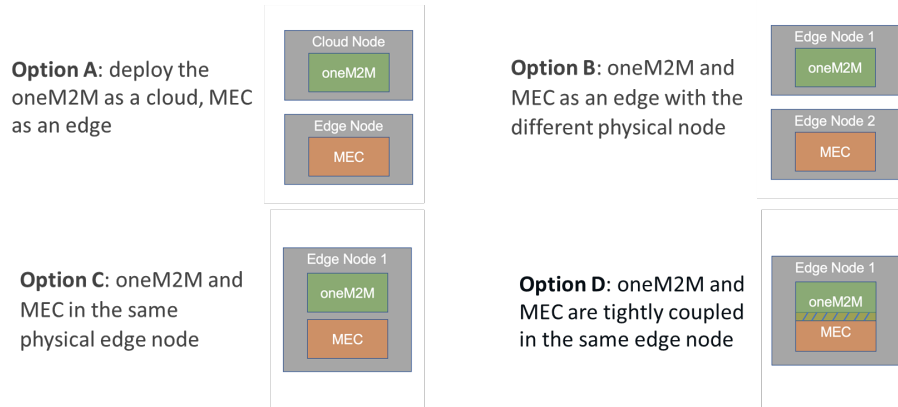 Option A: deploy the
oneM2M as a cloud, MEC
as an edge
Cloud Node
oneM2M
Edge Node
MEC
Option B: oneM2M and
MEC as an edge with the
different physical node
Edge Node 1
oneM2M
Edge Node 2
MEC
Option C: oneM2M and
MEC in the same
physical edge node
Edge Node 1
oneM2M
MEC
Option D: oneM2M and
MEC are tightly coupled
in the same edge node
Edge Node 1
oneM2M
MEC